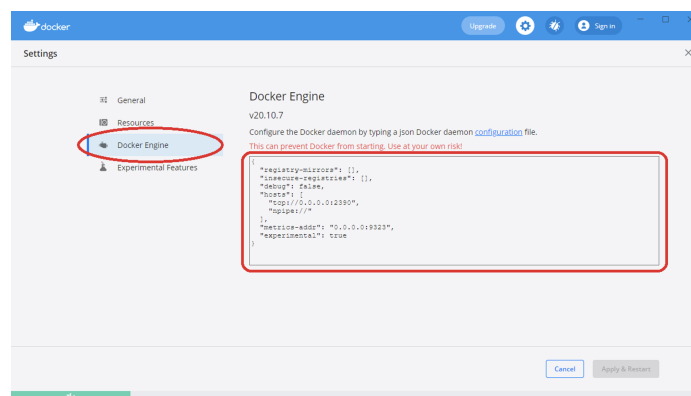 docker
Upgrade
Sign in
Settings
General
Resources
Docker Engine
Experimental Features
Docker Engine
v20.10.7
Configure the Docker daemon by typing a json Docker daemon configuration file.
This can prevent Docker from starting. Use at your own risk!
{
"registry-mirrors": [],
"insecure-registries": [],
"debug": false,
"hosts": [
"tcp://0.0.0.0:2390",
"npipe://"
],
"metrics-addr": "0.0.0.0:9323",
"experimental": true
}
Cancel
Apply & Restart